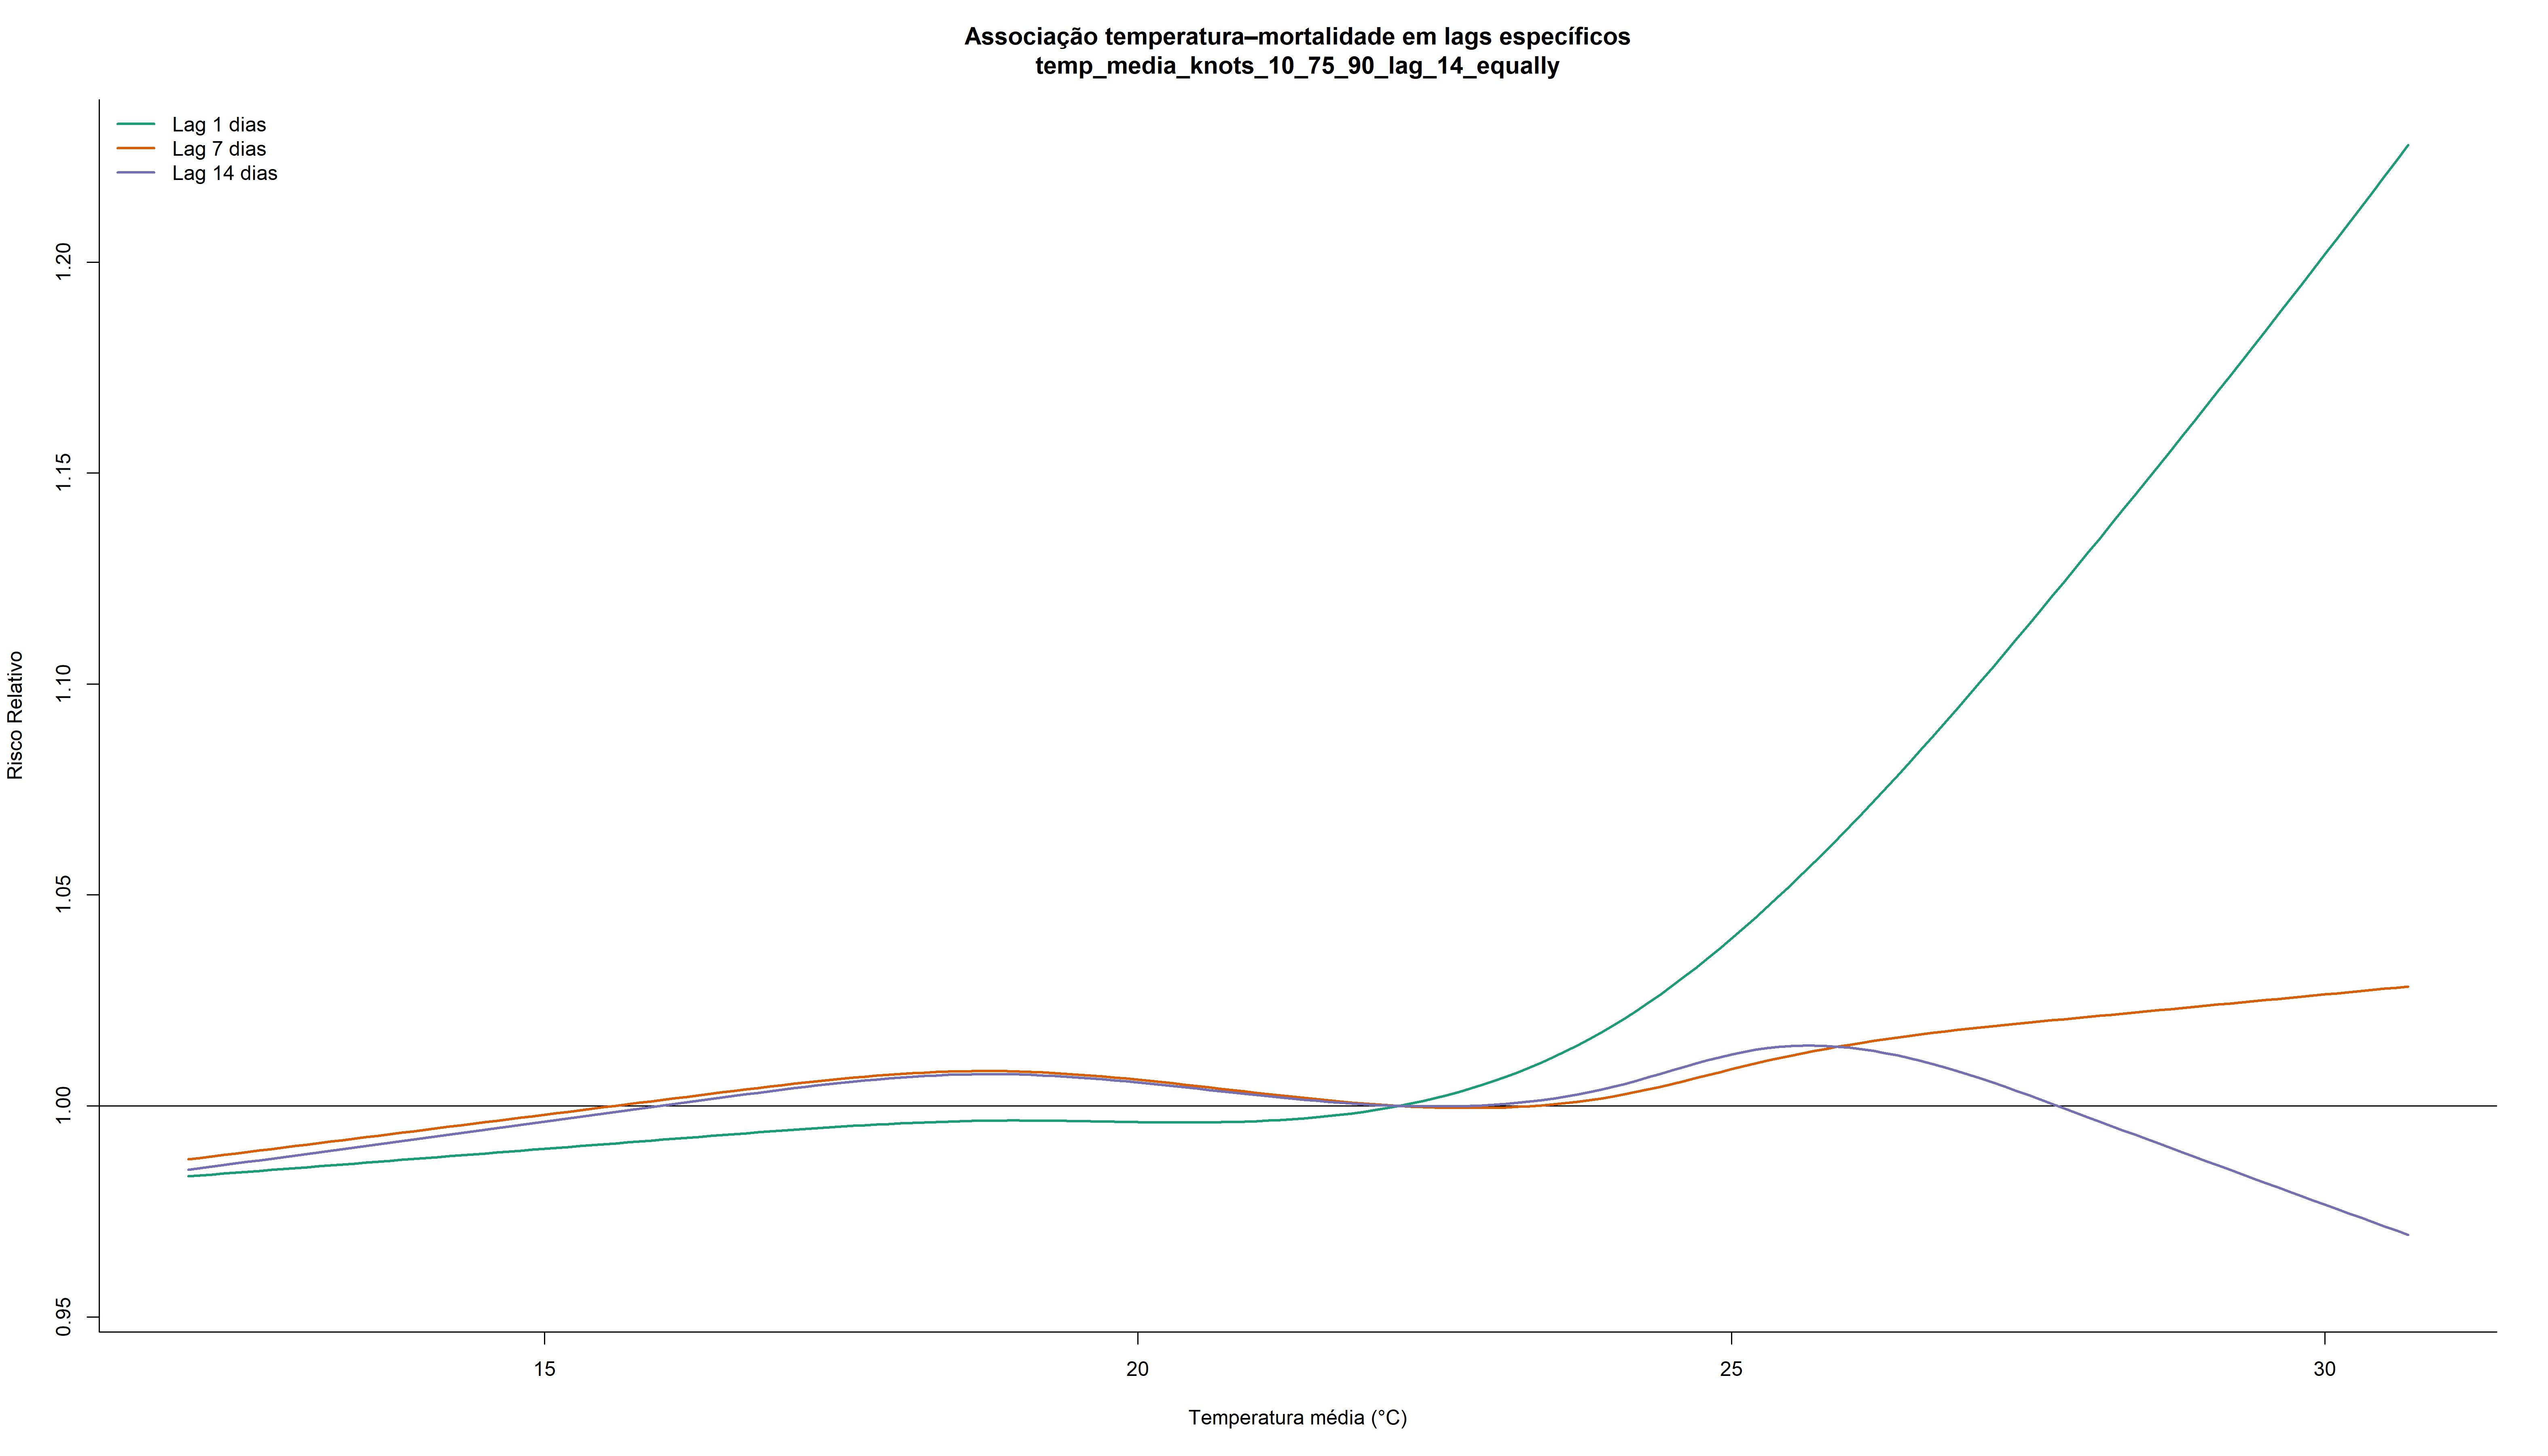 Associação temperatura–mortalidade em lags específicos
temp_media_knots_10_75_90_lag_14_equally
Lag 1 dias
Lag 7 dias
Lag 14 dias
1.20
1.15
1.10
1.05
1.00
0.95
Risco Relativo
15
20
25
30
Temperatura média (°C)